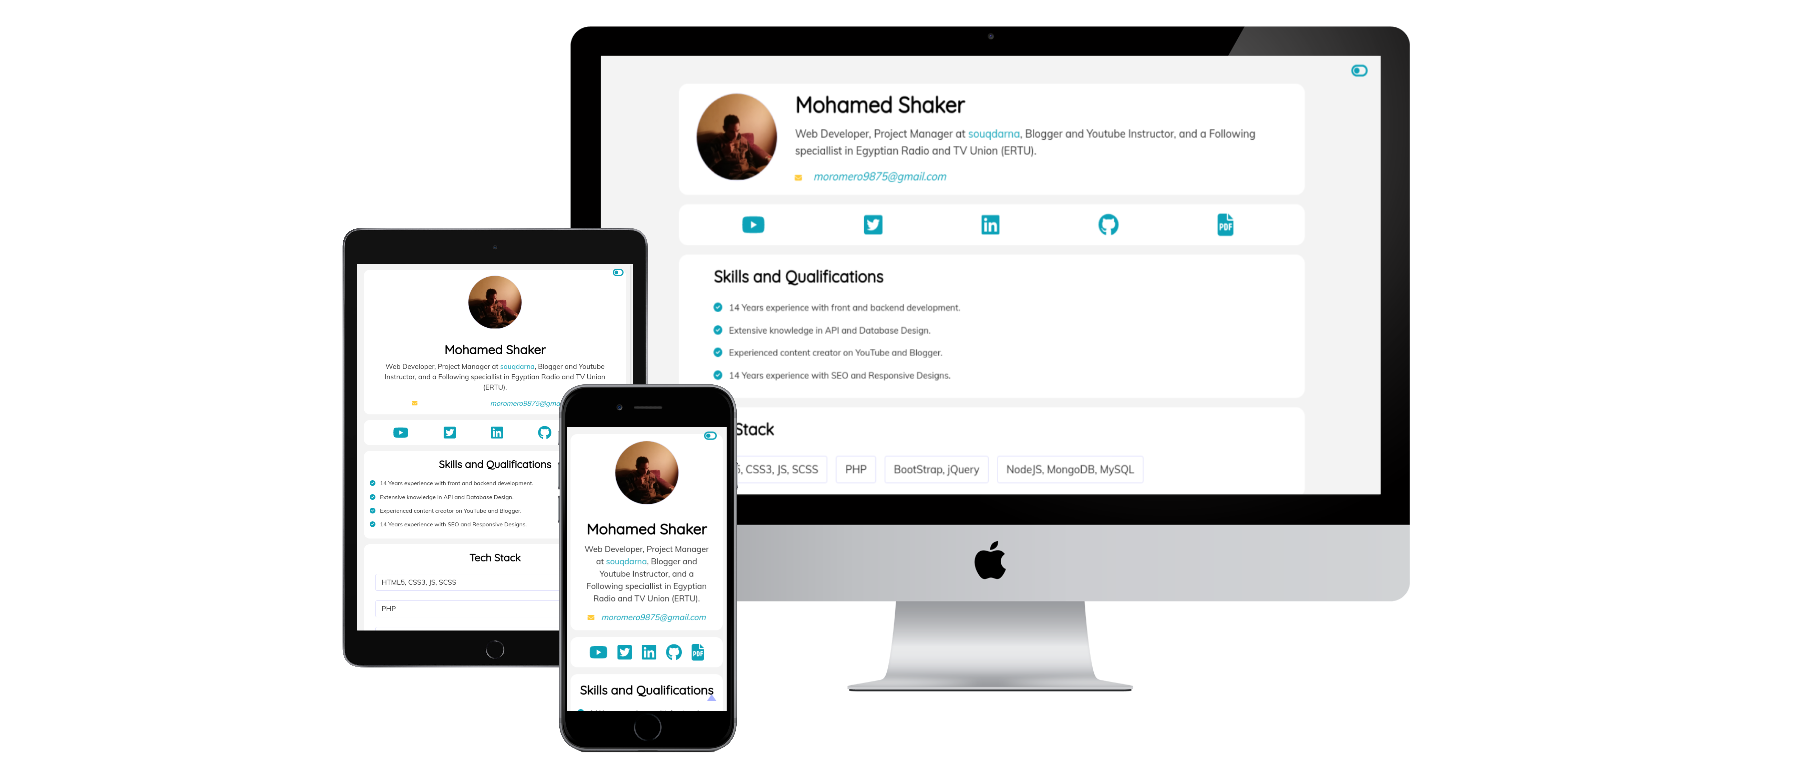 Mohamed Shaker
Web Developer, Project Manager at souqdarna, Blogger and Youtube Instructor, and a Following
speciallist in Egyptian Radio and TV Union (ERTU).
moromero9875@gmail.com
PDF
Skills and Qualifications
14 Years experience with front and backend development.
Extensive knowledge in API and Database Design.
Experienced content creator on YouTube and Blogger.
14 Years experience with SEO and Responsive Designs.
Stack
, CSS3, JS, SCSS
PHP
BootStrap, jQuery
NodeJS, MongoDB, MySQL
Mohamed Shaker
Web Developer, Project Manager at souqdarna, Blogger and Youtube
Instructor, and a Following speciallist in Egyptian Radio and TV Union
(ERTU).
moromero9875@gma
Skills and Qualifications
14 Years experience with front and backend development.
Extensive knowledge in API and Database Design.
Experienced content creator on YouTube and Blogger.
14 Years experience with SEO and Responsive Designs.
Tech Stack
HTML5, CSS3, JS, SCSS
PHP
Mohamed Shaker
Web Developer, Project Manager
at souqdarna, Blogger and
Youtube Instructor, and a
Following speciallist in Egyptian
Radio and TV Union (ERTU).
moromero9875@gmail.com
PDF
Skills and Qualifications